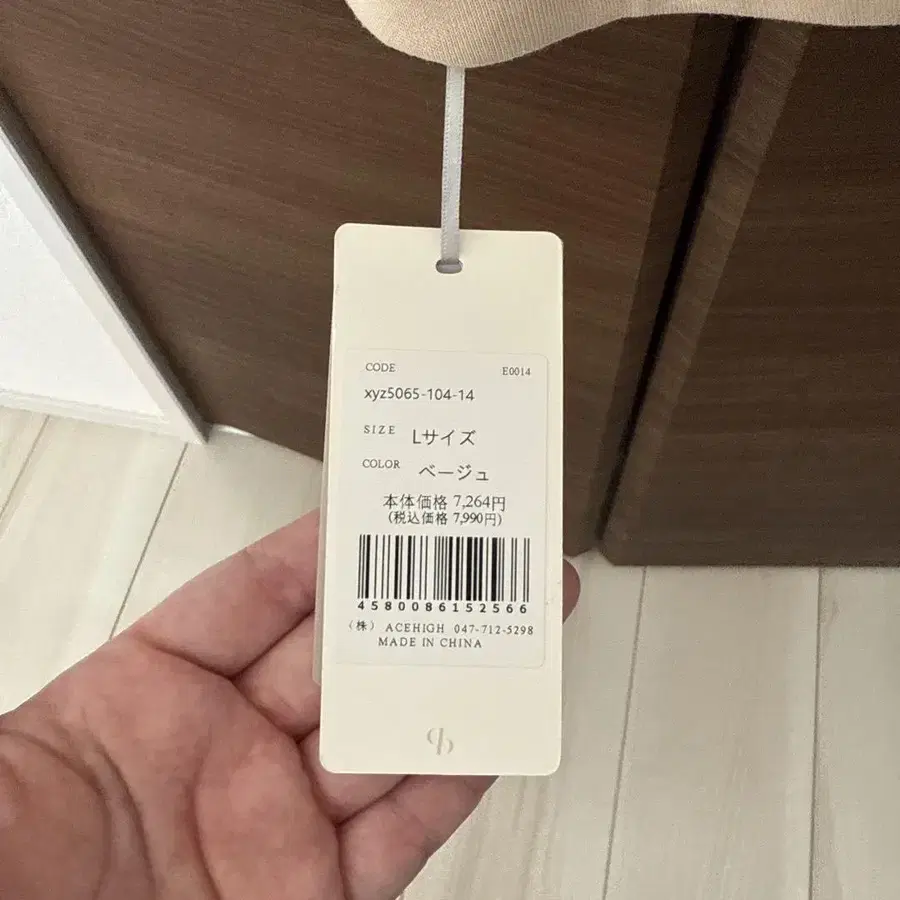 CODE E0014
xyz5065-104-14
SIZE Lサイズ
COLOR ベージュ
本体価格 7,264円
(税込価格 7,990円)
4580086152566
(株) ACEHIGH 047-712-5298
MADE IN CHINA